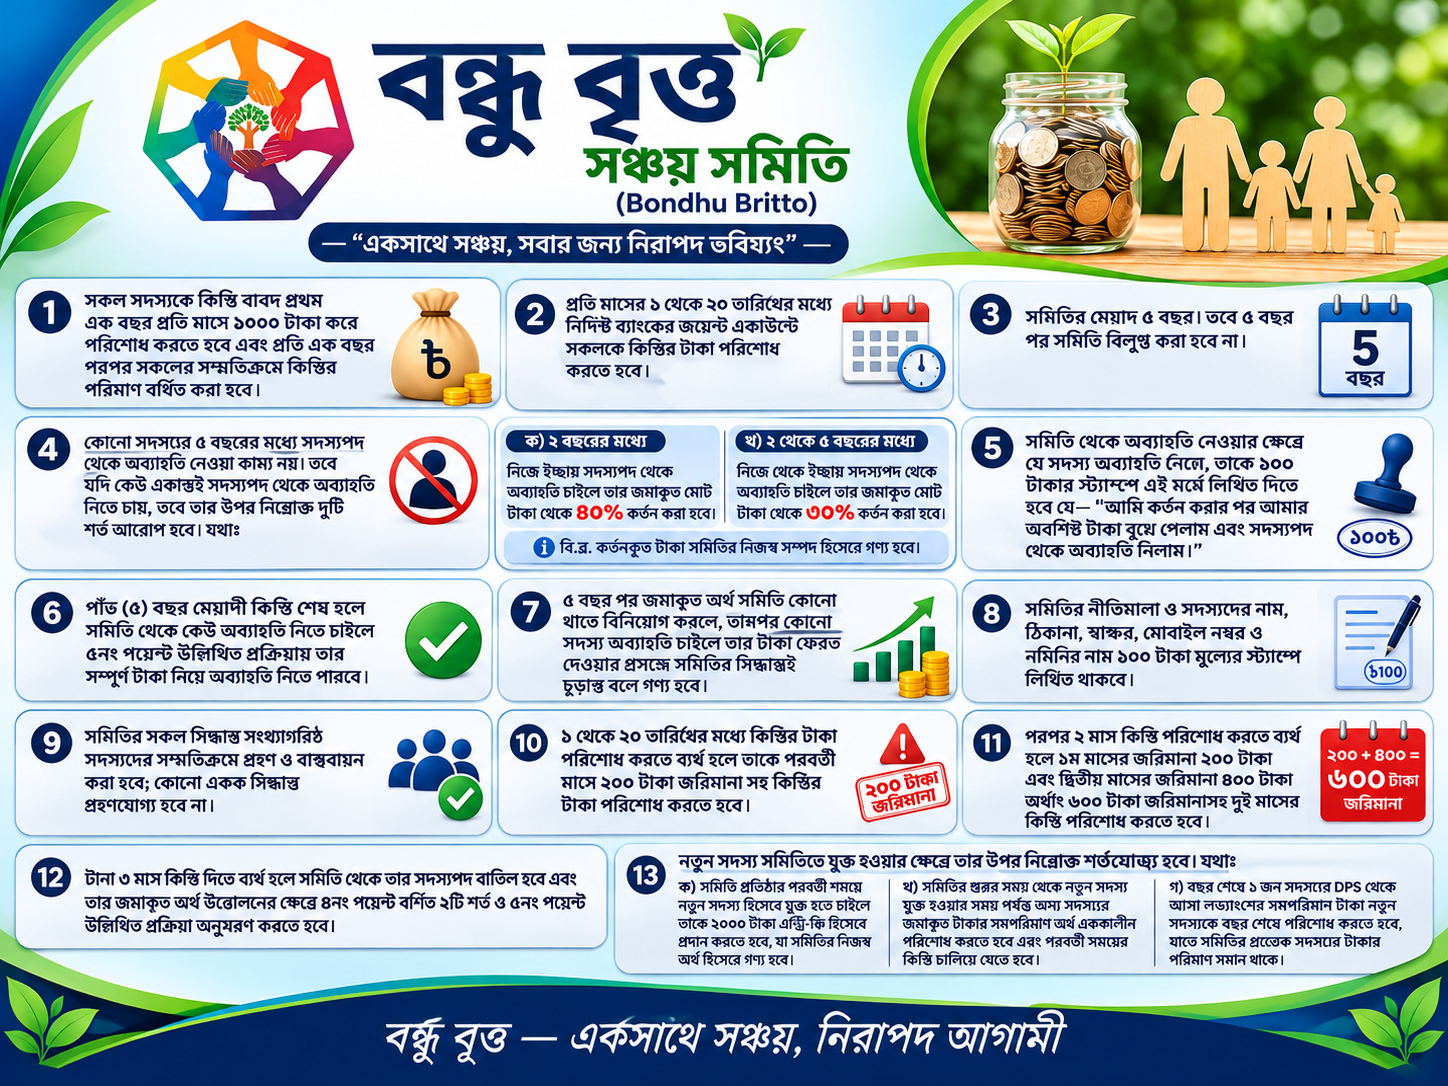 বন্ধু বৃত্ত
সঞ্চয় সমিতি
(Bondhu Britto)
— “একসাথে সঞ্চয়, সবার জন্য নিরাপদ ভবিষ্যৎ” —
1
সকল সদস্যকে কিস্তি বাবদ প্রথম
এক বছর প্রতি মাসে ১০০০ টাকা করে
পরিশোধ করতে হবে এবং প্রতি এক বছর
পরপর সকলের সম্মতিক্রমে কিস্তির
পরিমাণ বর্ধিত করা হবে।
৳
2
প্রতি মাসের ১ থেকে ২০ তারিখের মধ্যে
নির্দিষ্ট ব্যাংকের জয়েন্ট একাউন্টে
সকলকে কিস্তির টাকা পরিশোধ
করতে হবে।
3
সমিতির মেয়াদ ৫ বছর। তবে ৫ বছর
পর সমিতি বিলুপ্ত করা হবে না।
5
বছর
4
কোনো সদস্যের ৫ বছরের মধ্যে সদস্যপদ
থেকে অব্যাহতি নেওয়া কাম্য নয়। তবে
যদি কেউ একান্তই সদস্যপদ থেকে অব্যাহতি
নিতে চায়, তবে তার উপর নিম্নোক্ত দুটি
শর্ত আরোপ হবে। যথাঃ
ক) ২ বছরের মধ্যে
নিজে ইচ্ছায় সদস্যপদ থেকে
অব্যাহতি চাইলে তার জমাকৃত মোট
টাকা থেকে 80% কর্তন করা হবে।
খ) ২ থেকে ৫ বছরের মধ্যে
নিজে থেকে ইচ্ছায় সদস্যপদ থেকে
অব্যাহতি চাইলে তার জমাকৃত মোট
টাকা থেকে ৩০% কর্তন করা হবে।
বি.দ্র. কর্তনকৃত টাকা সমিতির নিজস্ব সম্পদ হিসেরে গণ্য হবে।
5
সমিতি থেকে অব্যাহতি নেওয়ার ক্ষেত্রে
যে সদস্য অব্যাহতি নিলে, তাকে ১০০
টাকার স্ট্যাম্পে এই মর্মে লিখিত দিতে
হবে যে— “আমি কর্তন করার পর আমার
অবশিষ্ট টাকা বুঝে পেলাম এবং সদস্যপদ
থেকে অব্যাহতি নিলাম।”
১০০৳
6
পাঁচ (৫) বছর মেয়াদী কিস্তি শেষ হলে
সমিতি থেকে কেউ অব্যাহতি নিতে চাইলে
৫নং পয়েন্ট উল্লিখিত প্রক্রিয়ায় তার
সম্পূর্ণ টাকা নিয়ে অব্যাহতি নিতে পারবে।
7
৫ বছর পর জমাকৃত অর্থ সমিতি কোনো
খাতে বিনিয়োগ করলে, তারপর কোনো
সদস্য অব্যাহতি চাইলে তার টাকা ফেরত
দেওয়ার প্রসঙ্গে সমিতির সিদ্ধান্তই
চূড়ান্ত বলে গণ্য হবে।
8
সমিতির নীতিমালা ও সদস্যদের নাম,
ঠিকানা, স্বাক্ষর, মোবাইল নম্বর ও
নমিনির নাম ১০০ টাকা মূল্যের স্ট্যাম্পে
লিখিত থাকবে।
৳100
9
সমিতির সকল সিদ্ধান্ত সংখ্যাগরিষ্ঠ
সদস্যদের সম্মতিক্রমে গ্রহণ ও বাস্তবায়ন
করা হবে; কোনো একক সিদ্ধান্ত
গ্রহণযোগ্য হবে না।
10
১ থেকে ২০ তারিখের মধ্যে কিস্তির টাকা
পরিশোধ করতে ব্যর্থ হলে তাকে পরবর্তী
মাসে ২০০ টাকা জরিমানা সহ কিস্তির
টাকা পরিশোধ করতে হবে।
২০০ টাকা
জরিমানা
11
পরপর ২ মাস কিস্তি পরিশোধ করতে ব্যর্থ
হলে ১ম মাসের জরিমানা ২০০ টাকা
এবং দ্বিতীয় মাসের জরিমানা ৪০০ টাকা
অর্থাৎ ৬০০ টাকা জরিমানাসহ দুই মাসের
কিস্তি পরিশোধ করতে হবে।
২০০ + ৪০০ =
৬০০ টাকা
জরিমানা
12
টানা ৩ মাস কিস্তি দিতে ব্যর্থ হলে সমিতি থেকে তার সদস্যপদ বাতিল হবে এবং
তার জমাকৃত অর্থ উত্তোলনের ক্ষেত্রে ৪নং পয়েন্ট বর্ণিত ২টি শর্ত ও ৫নং পয়েন্ট
উল্লিখিত প্রক্রিয়া অনুসরণ করতে হবে।
13
নতুন সদস্য সমিতিতে যুক্ত হওয়ার ক্ষেত্রে তার উপর নিম্নোক্ত শর্তযোজ্য হবে। যথাঃ
ক) সমিতি প্রতিষ্ঠার পরবর্তী সময়ে
নতুন সদস্য হিসেবে যুক্ত হতে চাইলে
তাকে ২০০০ টাকা এন্ট্রি-ফি হিসেবে
প্রদান করতে হবে, যা সমিতির নিজস্ব
অর্থ হিসেরে গণ্য হবে।
খ) সমিতির শুরুর সময় থেকে নতুন সদস্য
যুক্ত হওয়ার সময় পর্যন্ত অন্য সদস্যের
জমাকৃত টাকার সমপরিমাণ অর্থ এককালীন
পরিশোধ করতে হবে এবং পরবর্তী সময়ের
কিস্তি চালিয়ে যেতে হবে।
গ) বছর শেষে ১ জন সদস্যের DPS থেকে
আসা লভ্যাংশের সমপরিমান টাকা নতুন
সদস্যকে বছর শেষে পরিশোধ করতে হবে,
যাতে সমিতির প্রত্যেক সদস্যের টাকার
পরিমাণ সমান থাকে।
বন্ধু বৃত্ত — একসাথে সঞ্চয়, নিরাপদ আগামী